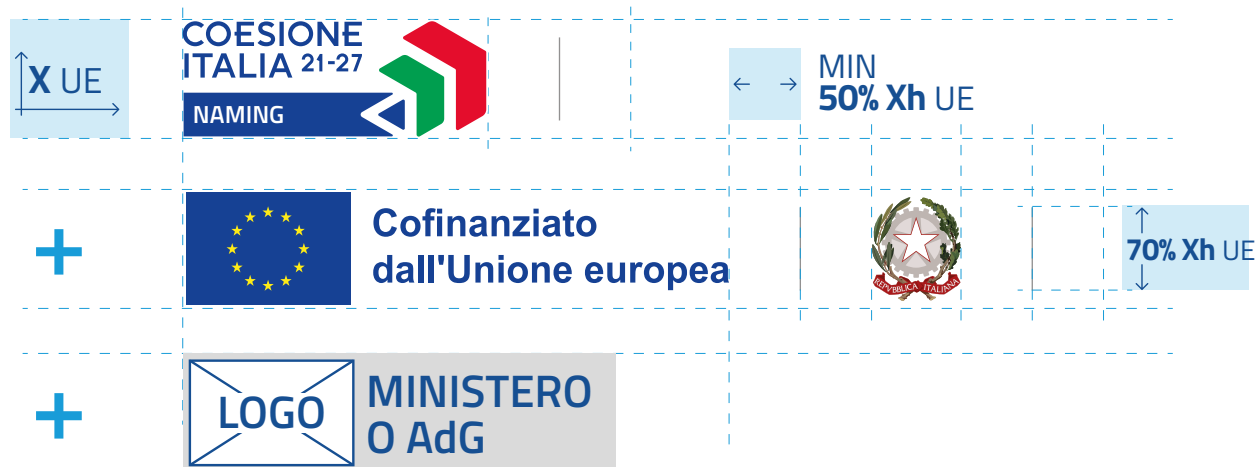 COESIONE
ITALIA 21-27
NAMING
X UE
MIN
50% Xh UE
+
Cofinanziato
dall'Unione europea
REPVBBLICA ITALIANA
70% Xh UE
+
LOGO
MINISTERO
O AdG